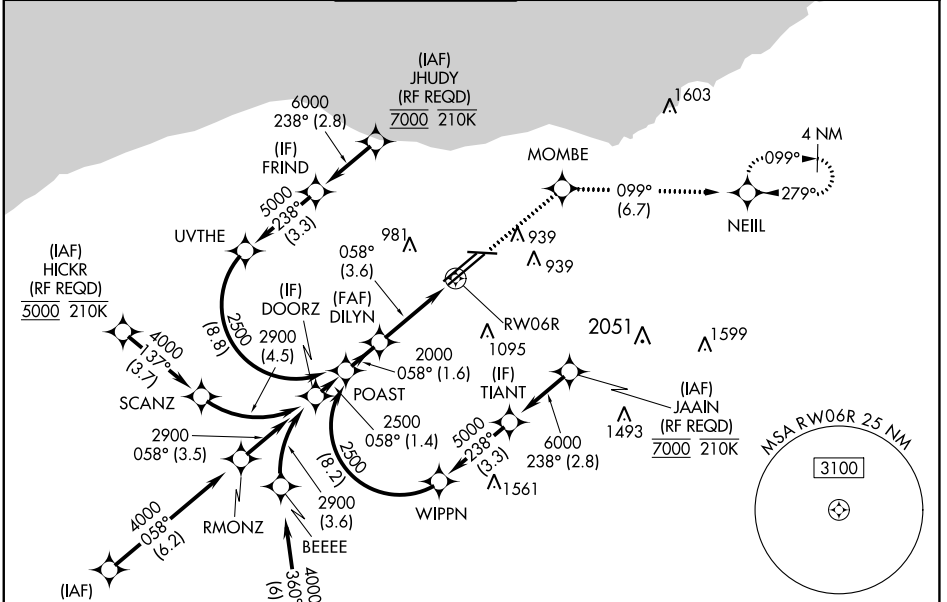 (IAF)
JHUDY
(RF REQD)
7000 210K
6000
238° (2.8)
1603
(IF)
FRIND
4 NM
099°
279°
MOMBE
099°
(6.7)
NEIIL
5000
238°
(3.3)
UVTHE
981
939
939
058°
(3.6)
(IAF)
HICKR
(RF REQD)
5000 210K
(IF)
DOORZ
(FAF)
DILYN
RW06R
2500
(8.8)
2900
(4.5)
1095
2051
1599
4000
137°
(3.7)
2000
058° (1.6)
(IF)
TIANT
POAST
SCANZ
(IAF)
JAAIN
(RF REQD)
7000 210K
2500
058° (1.4)
5000
238°
(3.3)
6000
238° (2.8)
1493
2900
058° (3.5)
2500
(8.2)
MSA RW06R 25 NM
3100
1561
WIPPN
2900
(3.6)
RMONZ
BEEEE
4000
058°
(6.2)
4000
360°
(6)
(IAF)